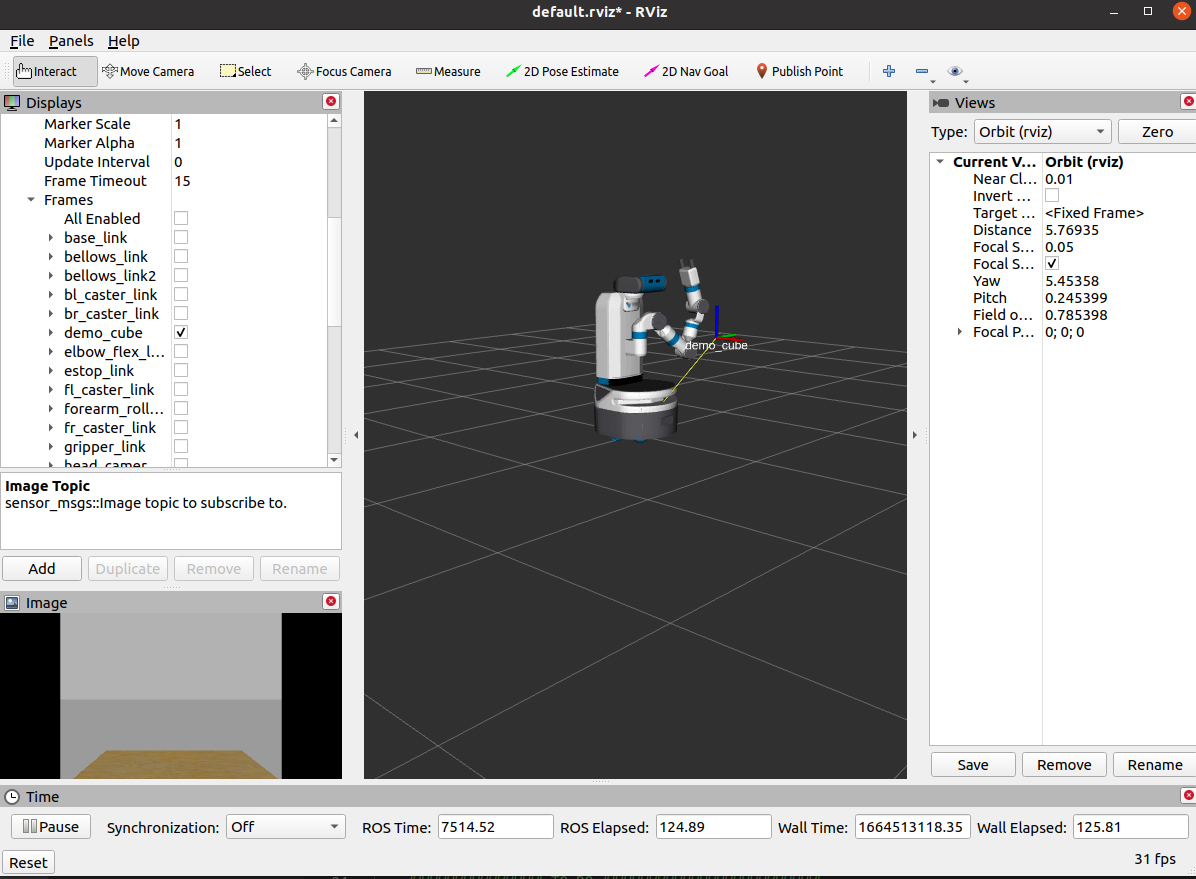 default.rviz* - RViz
File Panels Help
Interact Move Camera Select Focus Camera Measure 2D Pose Estimate 2D Nav Goal Publish Point
Displays
Marker Scale 1
Marker Alpha 1
Update Interval 0
Frame Timeout 15
Frames
All Enabled
base_link
bellows_link
bellows_link2
bl_caster_link
br_caster_link
demo_cube
elbow_flex_l...
estop_link
fl_caster_link
forearm_roll...
fr_caster_link
gripper_link
head_camer
Image Topic
sensor_msgs::Image topic to subscribe to.
Add Duplicate Remove Rename
Image
demo_cube
Views
Type: Orbit (rviz) Zero
Current V... Orbit (rviz)
Near Cl... 0.01
Invert ...
Target ... <Fixed Frame>
Distance 5.76935
Focal S... 0.05
Focal S...
Yaw 5.45358
Pitch 0.245399
Field o... 0.785398
Focal P... 0; 0; 0
Save Remove Rename
Time
Pause Synchronization: Off ROS Time: 7514.52 ROS Elapsed: 124.89 Wall Time: 1664513118.35 Wall Elapsed: 125.81
Reset 31 fps